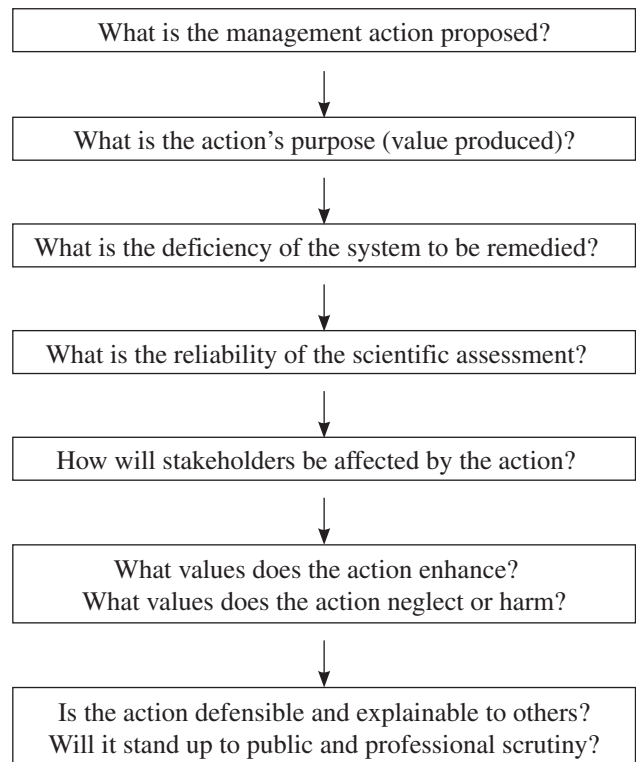 What is the management action proposed?
What is the action’s purpose (value produced)?
What is the deficiency of the system to be remedied?
What is the reliability of the scientific assessment?
How will stakeholders be affected by the action?
What values does the action enhance?
What values does the action neglect or harm?
Is the action defensible and explainable to others?
Will it stand up to public and professional scrutiny?